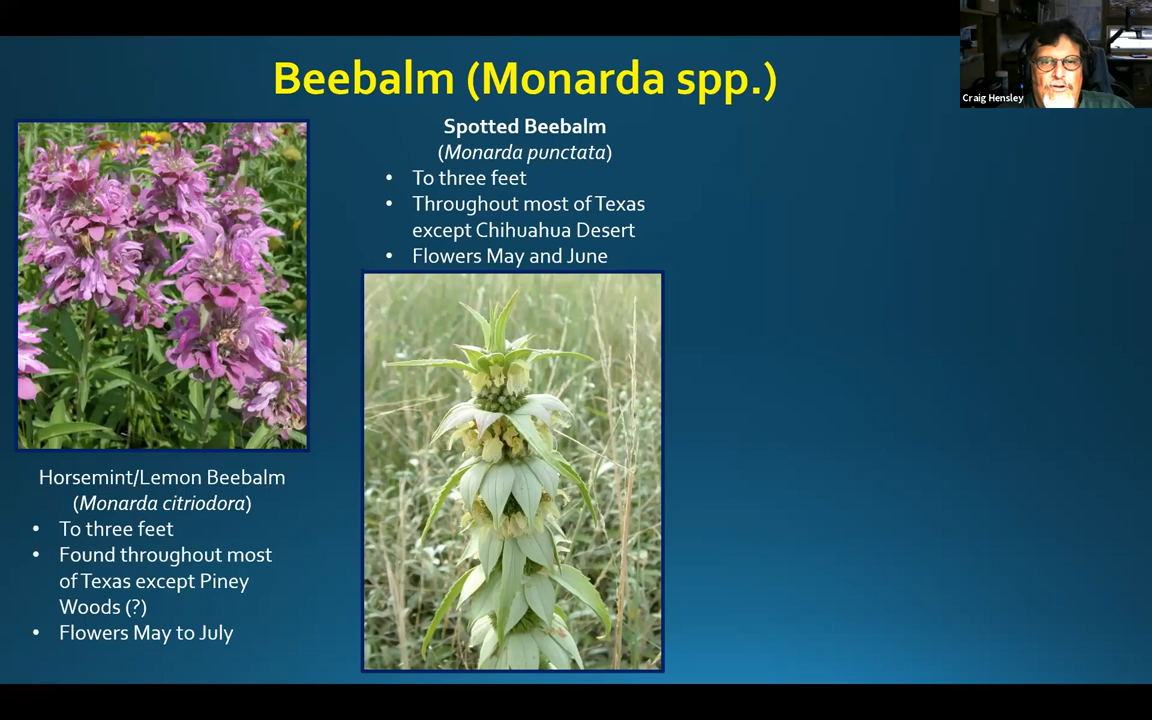 Beebalm (Monarda spp.)
Craig Hensley
Spotted Beebalm
(Monarda punctata)
• To three feet
• Throughout most of Texas
except Chihuahua Desert
• Flowers May and June
Horsemint/Lemon Beebalm
(Monarda citriodora)
• To three feet
• Found throughout most
of Texas except Piney
Woods (?)
• Flowers May to July